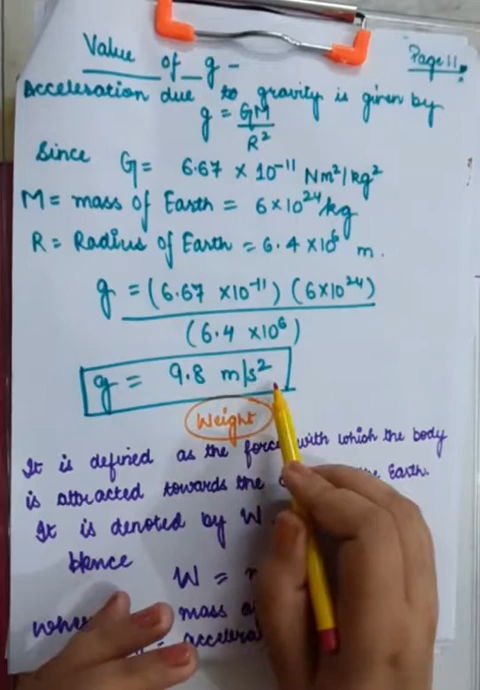 Value of g -
Page 11.
Acceleration due to gravity is given by
g = GM/R²
Since G = 6.67 × 10⁻¹¹ Nm²/kg²
M = mass of Earth = 6×10²⁴ kg
R = Radius of Earth = 6.4 ×10⁶ m.
g = (6.67 ×10⁻¹¹) (6×10²⁴)
(6.4 ×10⁶)
g = 9.8 m/s²
Weight
It is defined as the force with which the body
is attracted towards the Earth.
It is denoted by W
Hence
W =
mass